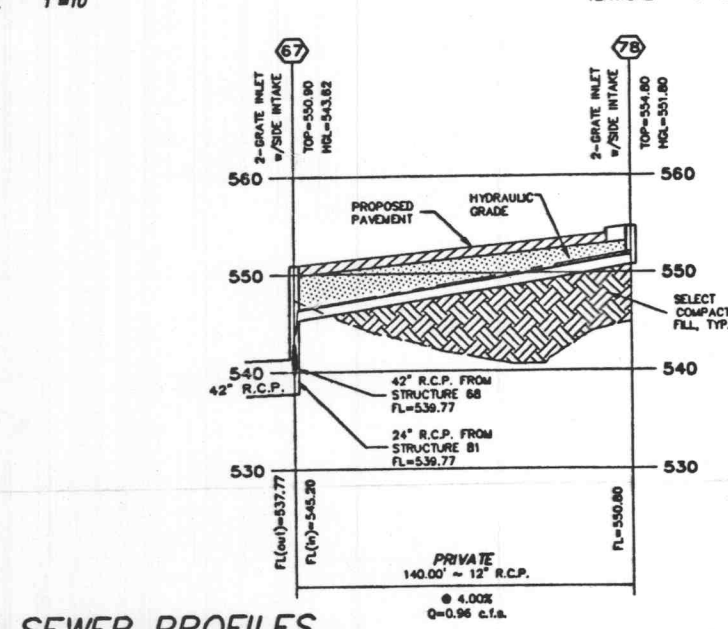 67
78
2-GRATE INLET
w/SIDE INTAKE
TOP=550.90
HGL=543.62
2-GRATE INLET
w/SIDE INTAKE
TOP=554.80
HGL=551.80
560
560
PROPOSED
PAVEMENT
HYDRAULIC
GRADE
550
550
SELECT
COMPACT
FILL, TYP.
540
540
42" R.C.P.
42" R.C.P. FROM
STRUCTURE 68
FL=539.77
24" R.C.P. FROM
STRUCTURE 81
FL=539.77
530
530
FL(out)=537.77
FL(in)=545.20
FL=550.80
PRIVATE
140.00' ~ 12" R.C.P.
@ 4.00%
Q=0.96 c.f.s.
SEWER PROFILES